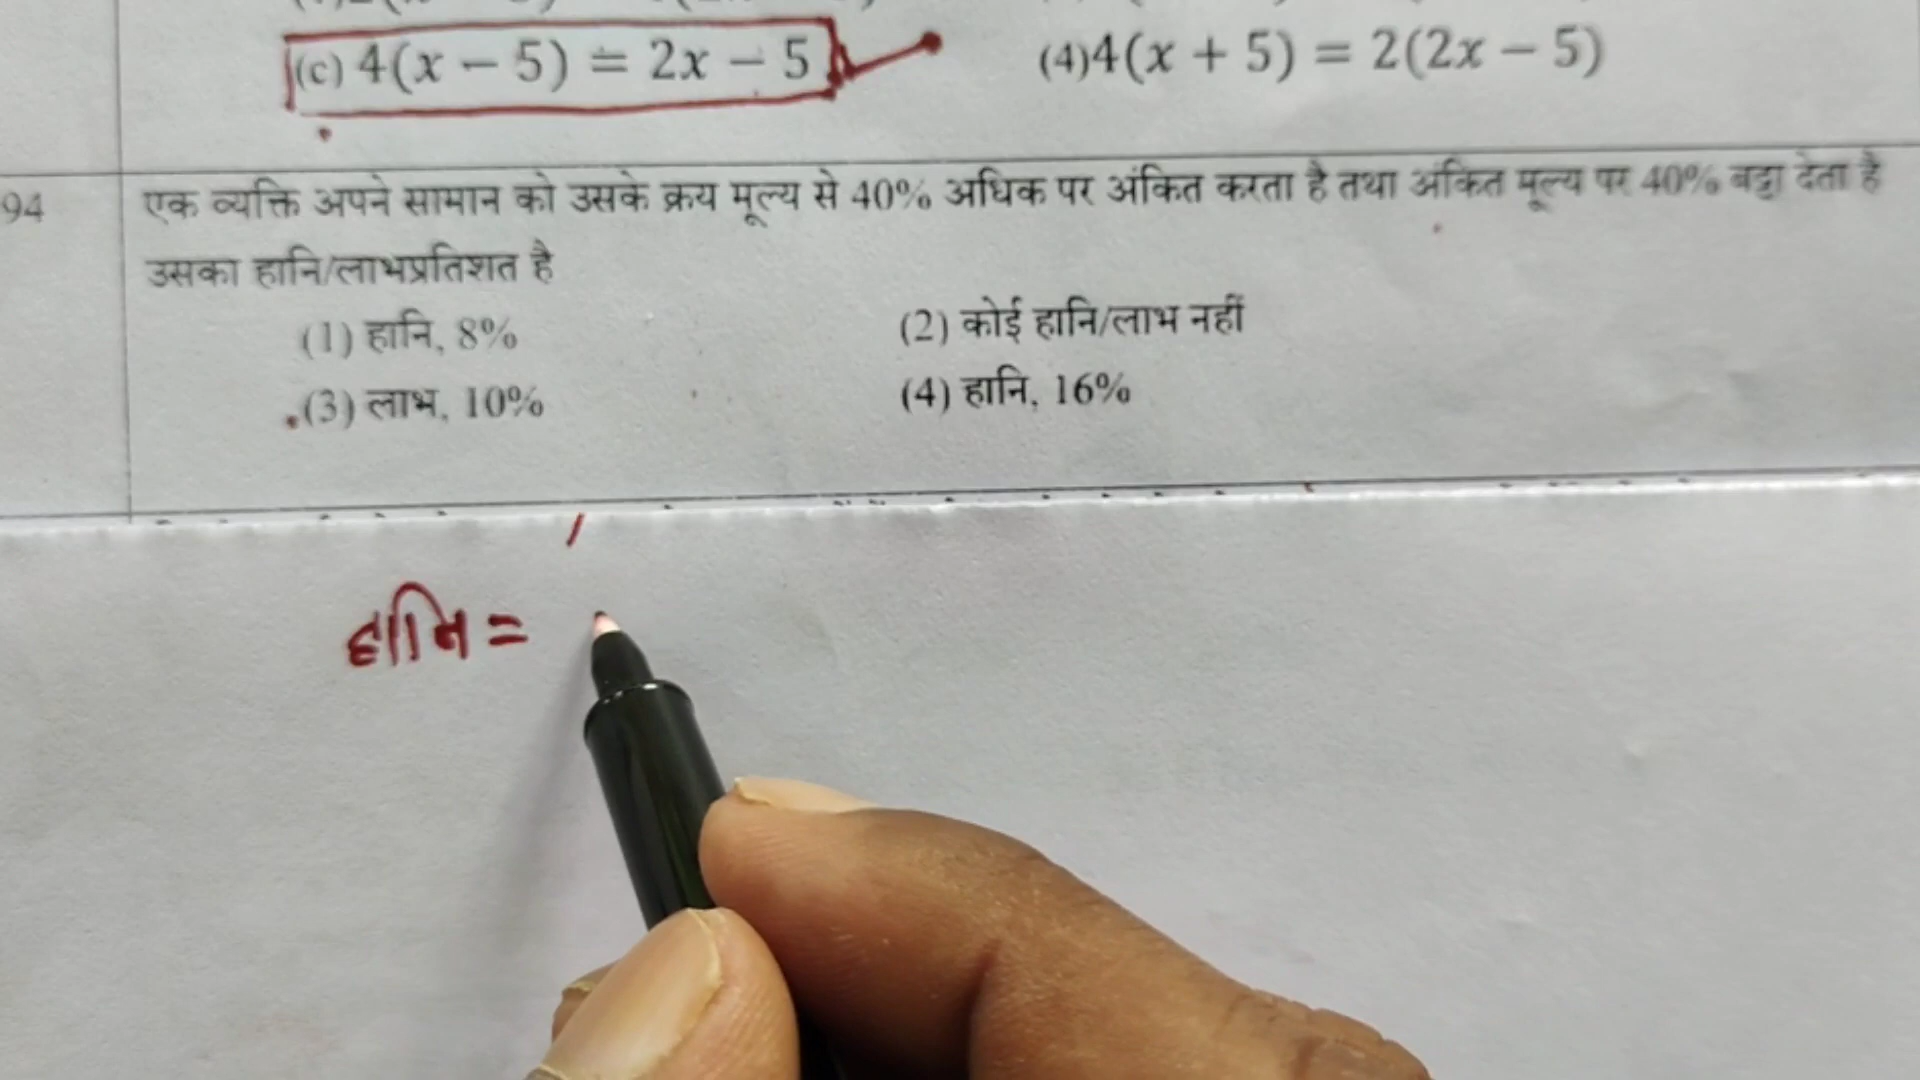 (c) 4(x − 5) = 2x − 5 (4)4(x + 5) = 2(2x − 5)
94 एक व्यक्ति अपने सामान को उसके क्रय मूल्य से 40% अधिक पर अंकित करता है तथा अंकित मूल्य पर 40% बट्टा देता है
उसका हानि/लाभप्रतिशत है
(1) हानि, 8% (2) कोई हानि/लाभ नहीं
(3) लाभ, 10% (4) हानि, 16%
हानि =